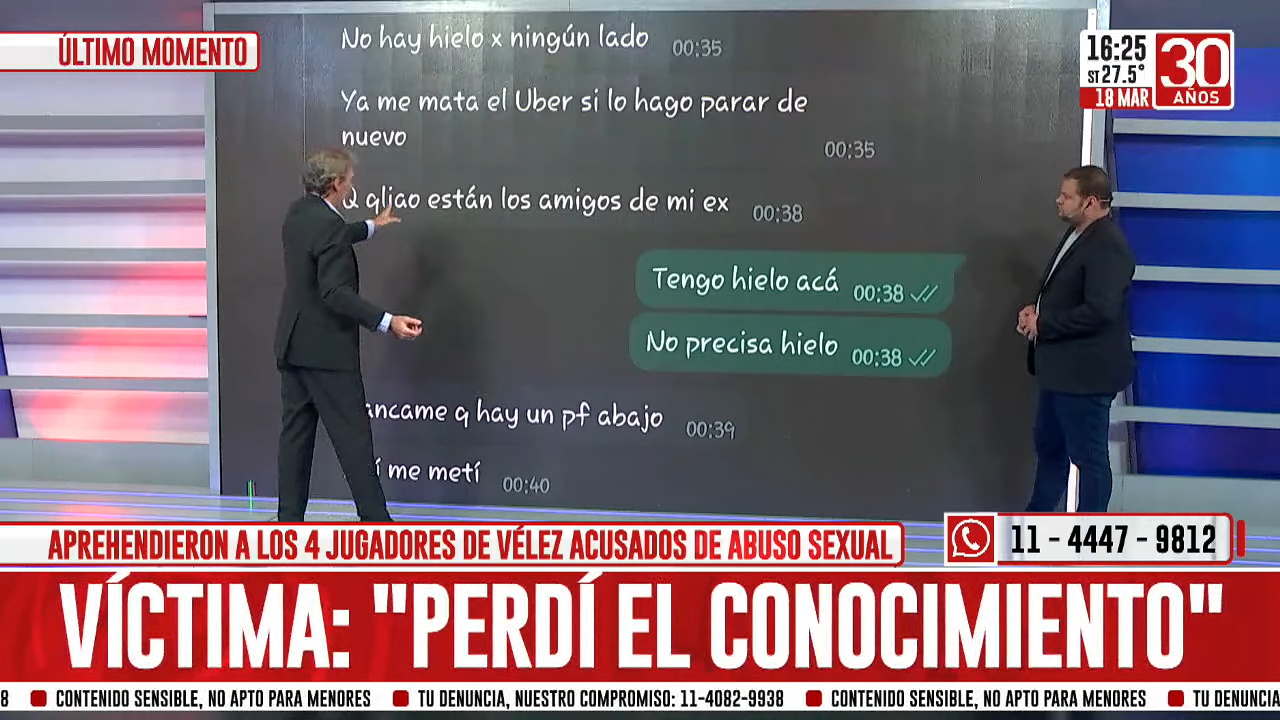 ÚLTIMO MOMENTO
16:25
ST 27.5°
18 MAR
30
AÑOS
No hay hielo x ningún lado 00:35
Ya me mata el Uber si lo hago parar de
nuevo 00:35
Q qliao están los amigos de mi ex 00:38
Tengo hielo acá 00:38
No precisa hielo 00:38
q hay un pf abajo 00:39
me metí 00:40
APREHENDIERON A LOS 4 JUGADORES DE VÉLEZ ACUSADOS DE ABUSO SEXUAL
11 - 4447 - 9812
VÍCTIMA: "PERDÍ EL CONOCIMIENTO"
8 CONTENIDO SENSIBLE, NO APTO PARA MENORES TU DENUNCIA, NUESTRO COMPROMISO: 11-4082-9938 CONTENIDO SENSIBLE, NO APTO PARA MENORES TU DENUNCIA